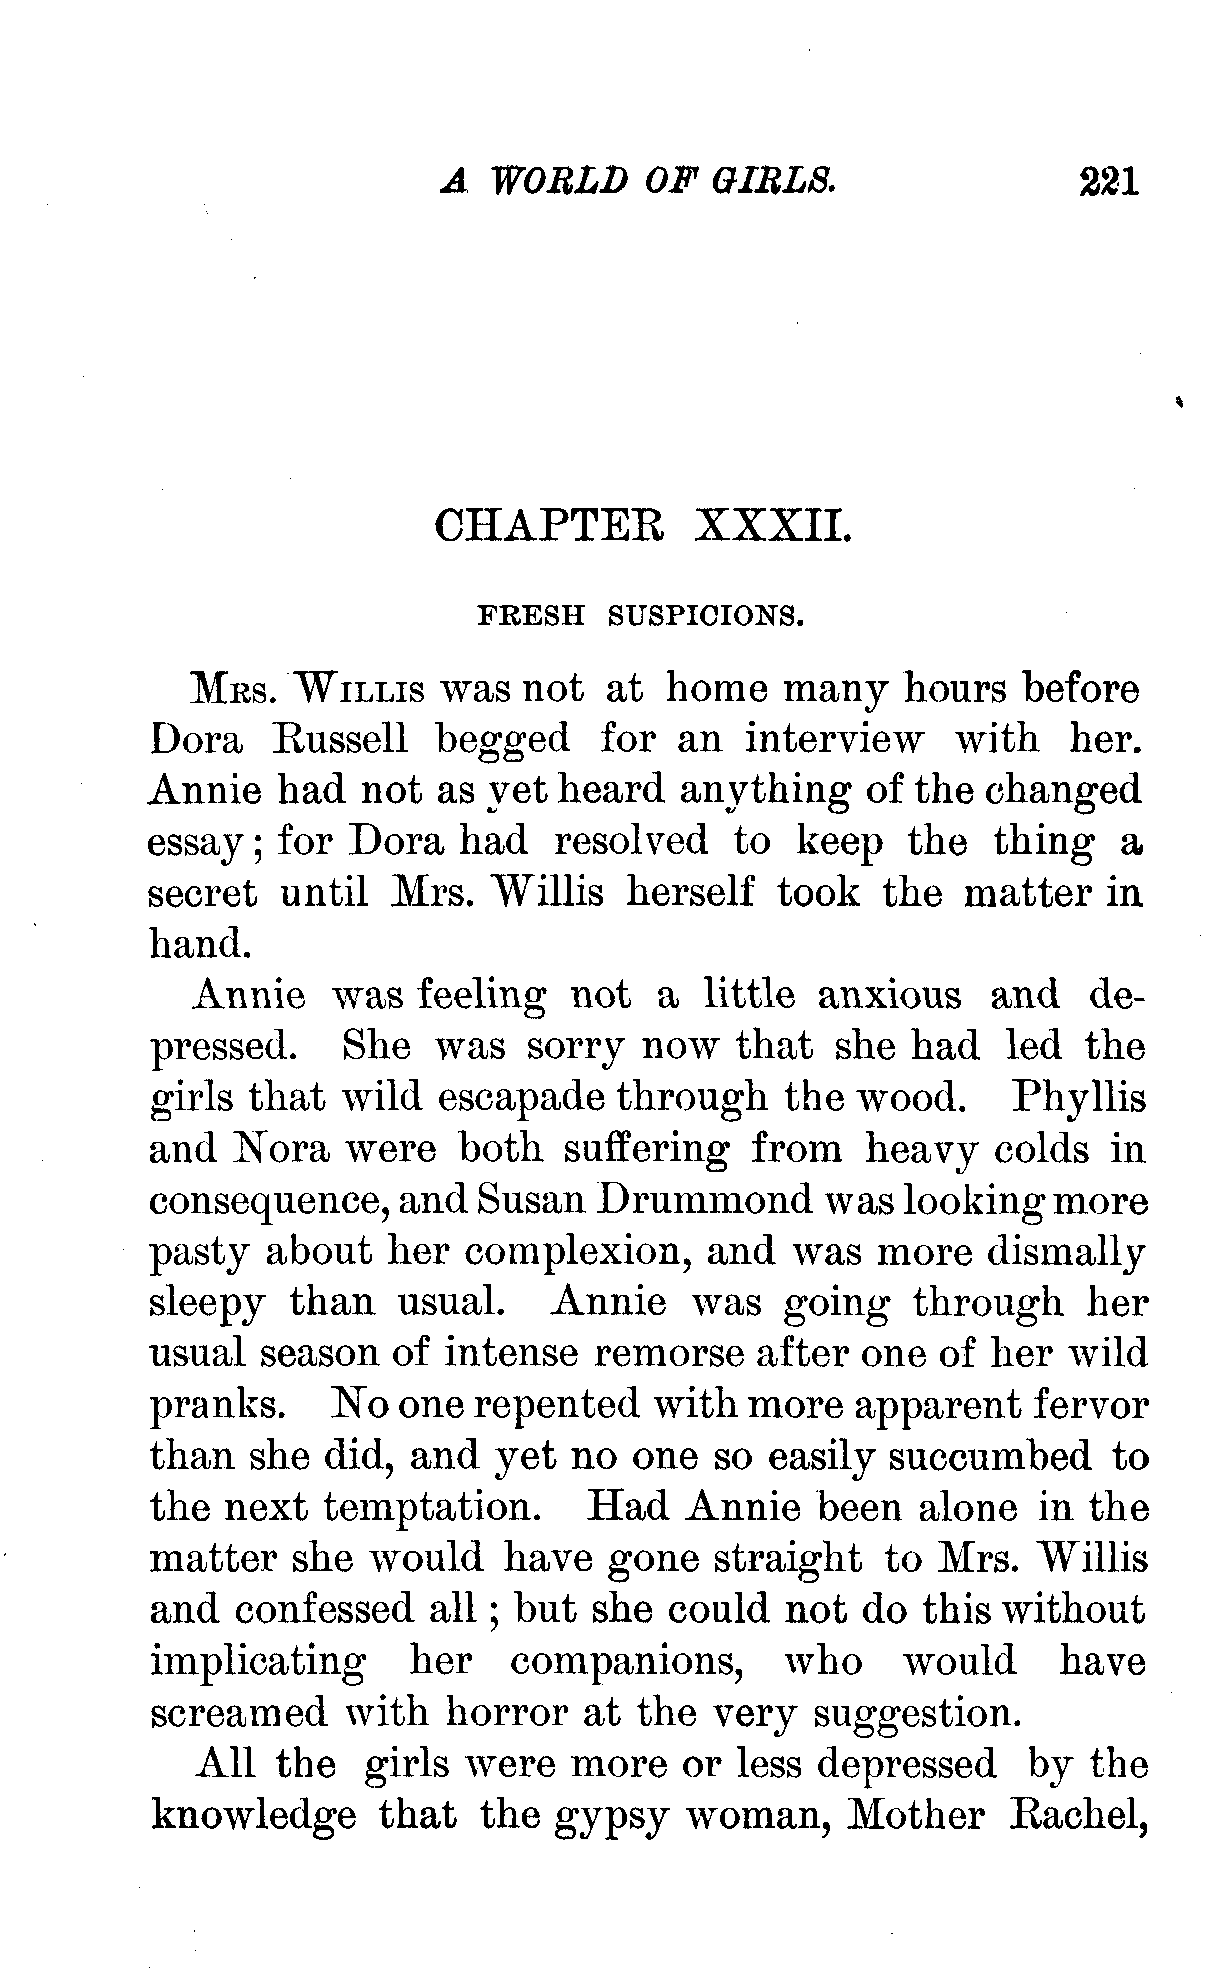 A WORLD OF GIRLS. 221
CHAPTER XXXII.
FRESH SUSPICIONS.
MRS. WILLIS was not at home many hours before
Dora Russell begged for an interview with her.
Annie had not as yet heard anything of the changed
essay; for Dora had resolved to keep the thing a
secret until Mrs. Willis herself took the matter in
hand.
Annie was feeling not a little anxious and de-
pressed. She was sorry now that she had led the
girls that wild escapade through the wood. Phyllis
and Nora were both suffering from heavy colds in
consequence, and Susan Drummond was looking more
pasty about her complexion, and was more dismally
sleepy than usual. Annie was going through her
usual season of intense remorse after one of her wild
pranks. No one repented with more apparent fervor
than she did, and yet no one so easily succumbed to
the next temptation. Had Annie been alone in the
matter she would have gone straight to Mrs. Willis
and confessed all; but she could not do this without
implicating her companions, who would have
screamed with horror at the very suggestion.
All the girls were more or less depressed by the
knowledge that the gypsy woman, Mother Rachel,